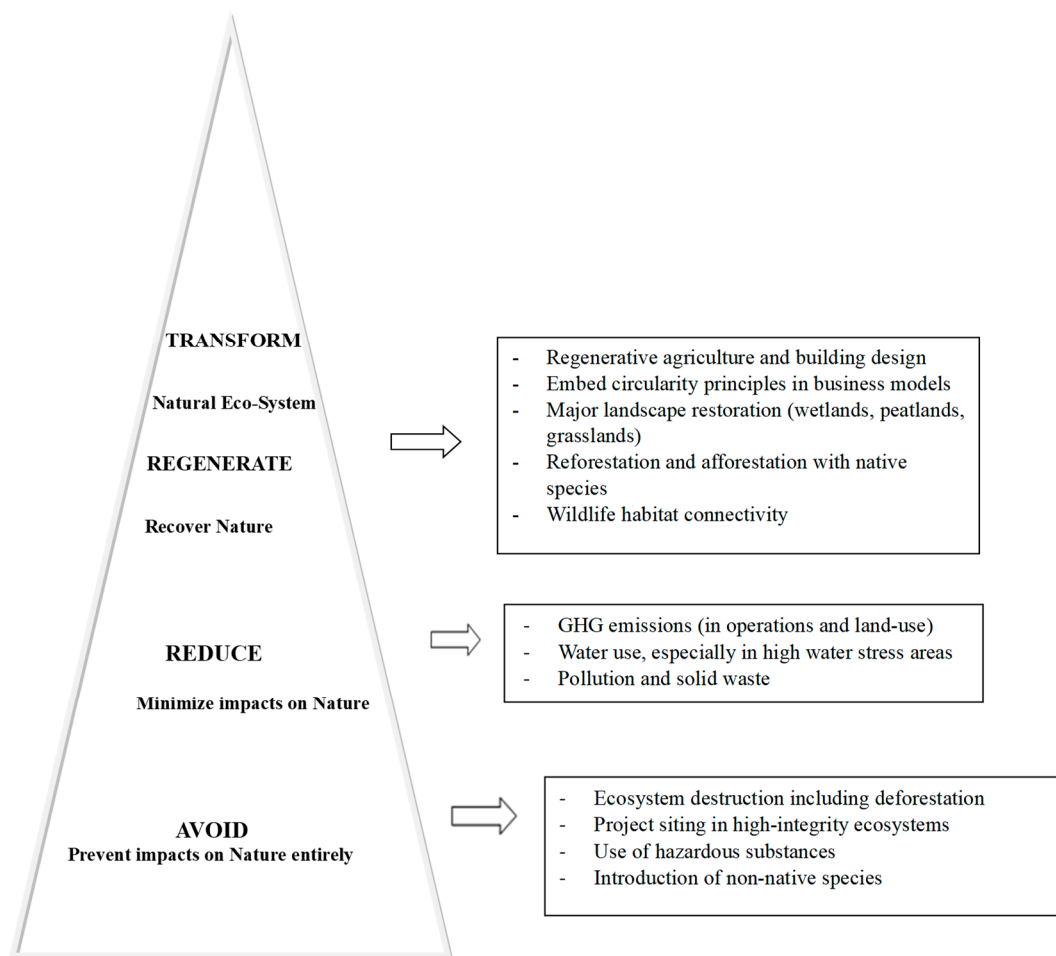 TRANSFORM
Natural Eco-System
REGENERATE
Recover Nature
- Regenerative agriculture and building design
- Embed circularity principles in business models
- Major landscape restoration (wetlands, peatlands,
grasslands)
- Reforestation and afforestation with native
species
- Wildlife habitat connectivity
REDUCE
Minimize impacts on Nature
- GHG emissions (in operations and land-use)
- Water use, especially in high water stress areas
- Pollution and solid waste
AVOID
Prevent impacts on Nature entirely
- Ecosystem destruction including deforestation
- Project siting in high-integrity ecosystems
- Use of hazardous substances
- Introduction of non-native species